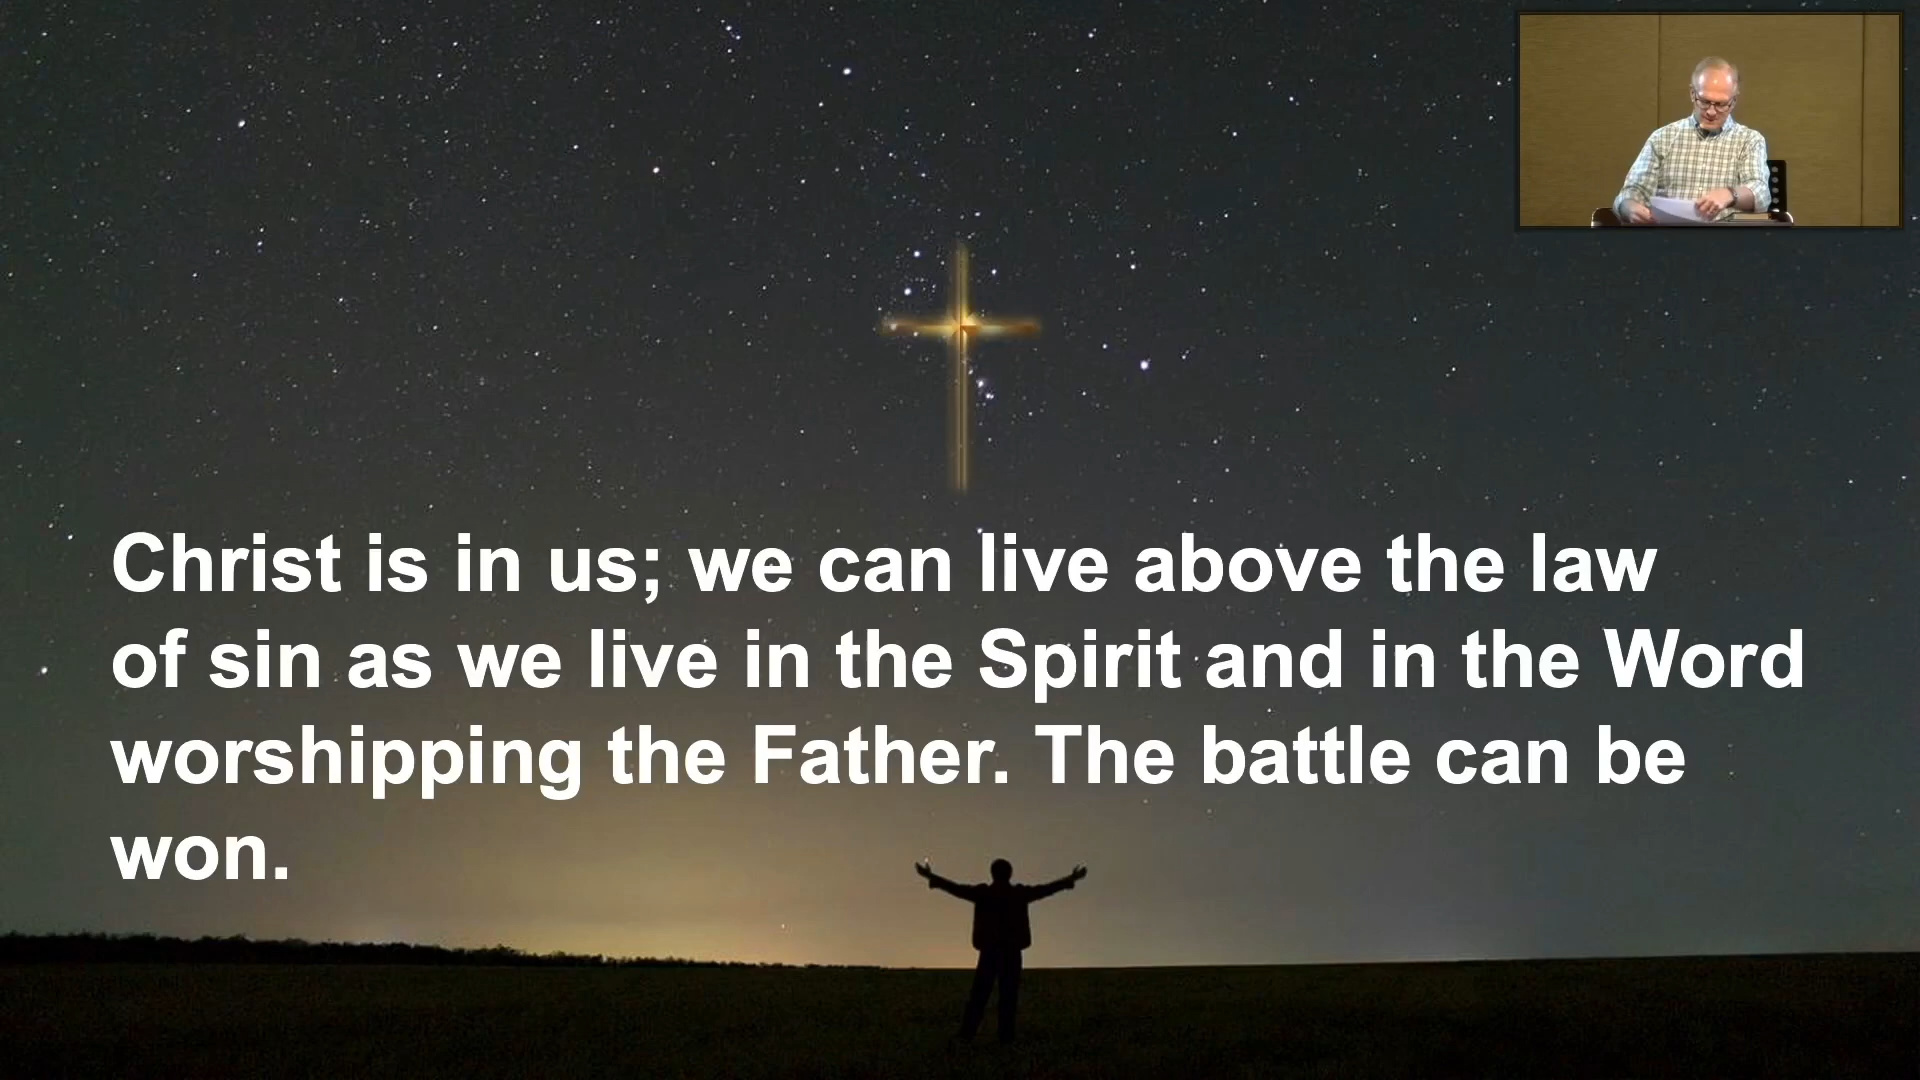 Christ is in us; we can live above the law
of sin as we live in the Spirit and in the Word
worshipping the Father. The battle can be
won.